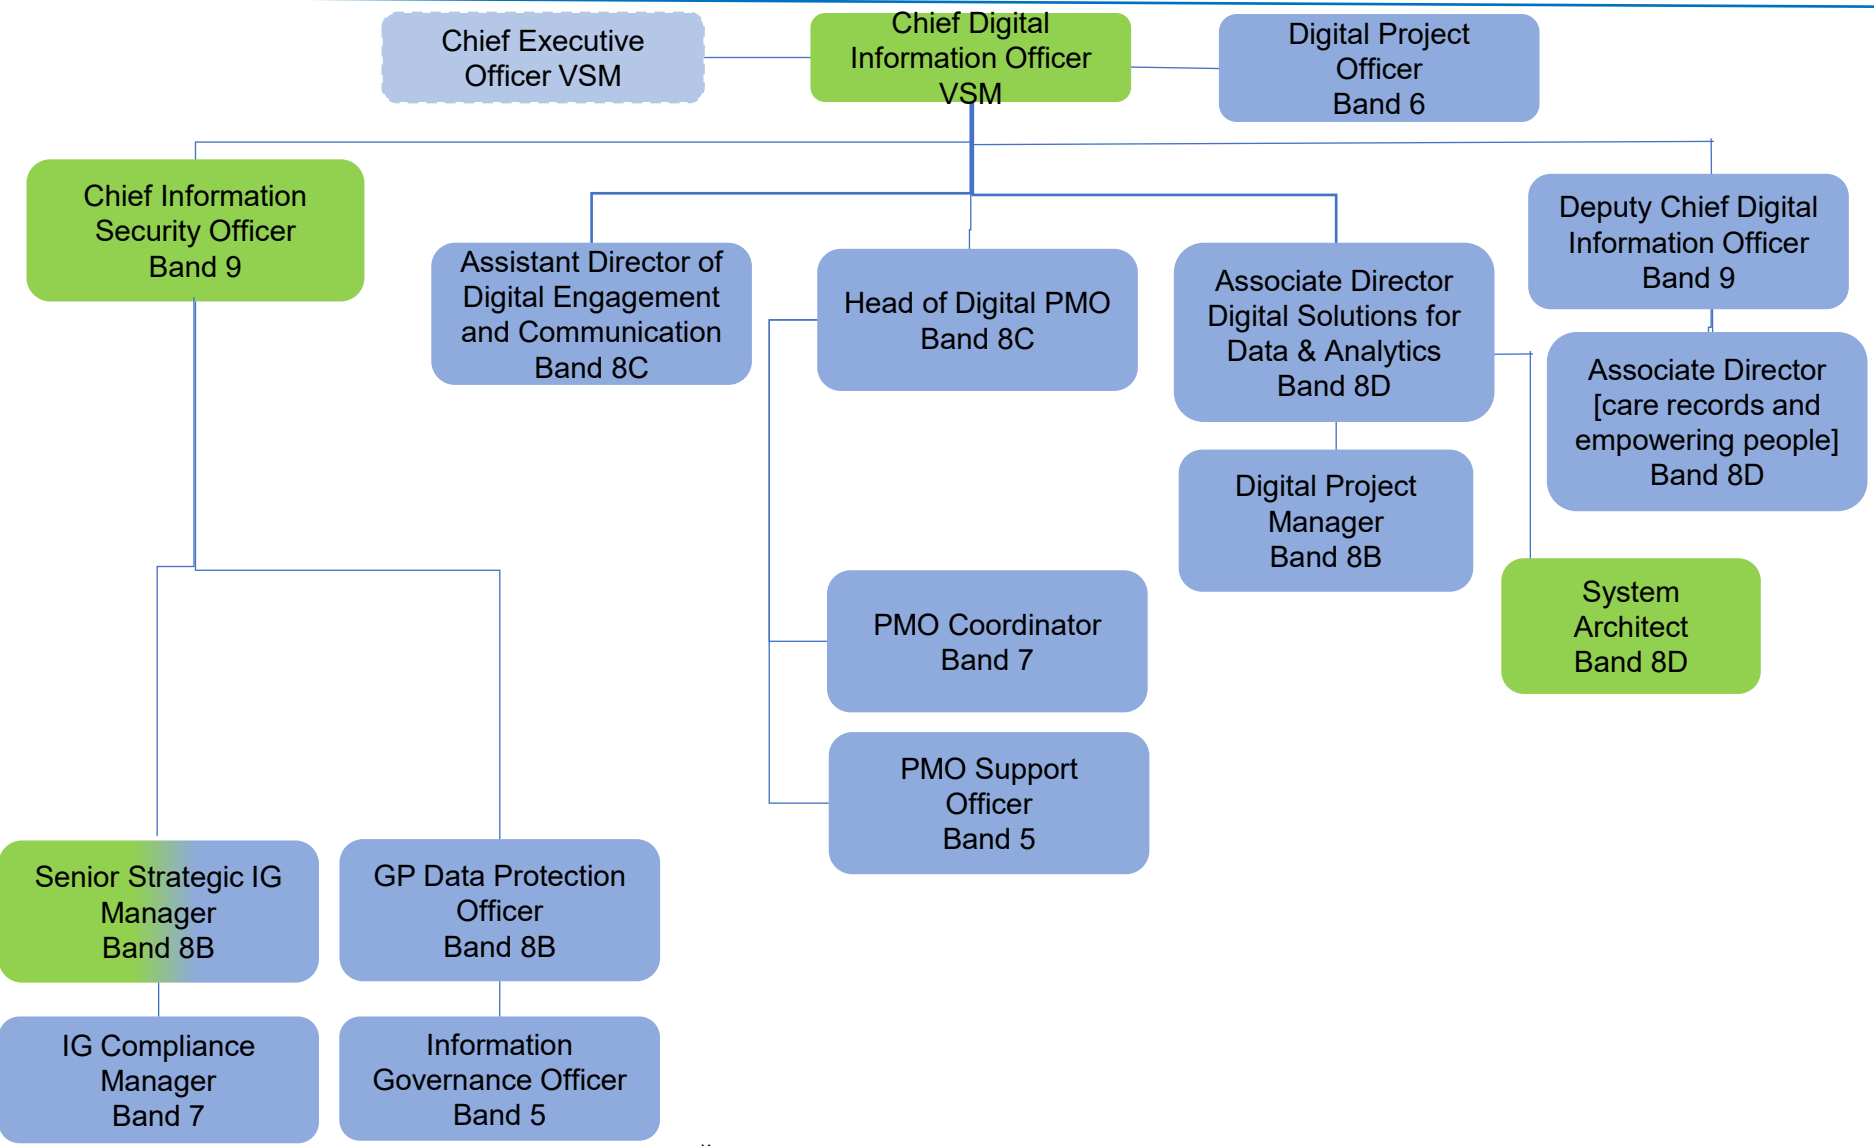 Chief Executive
Officer VSM
Chief Digital
Information Officer
VSM
Digital Project
Officer
Band 6
Chief Information
Security Officer
Band 9
Assistant Director of
Digital Engagement
and Communication
Band 8C
Head of Digital PMO
Band 8C
Associate Director
Digital Solutions for
Data & Analytics
Band 8D
Deputy Chief Digital
Information Officer
Band 9
Associate Director
[care records and
empowering people]
Band 8D
Digital Project
Manager
Band 8B
System
Architect
Band 8D
PMO Coordinator
Band 7
PMO Support
Officer
Band 5
Senior Strategic IG
Manager
Band 8B
GP Data Protection
Officer
Band 8B
IG Compliance
Manager
Band 7
Information
Governance Officer
Band 5